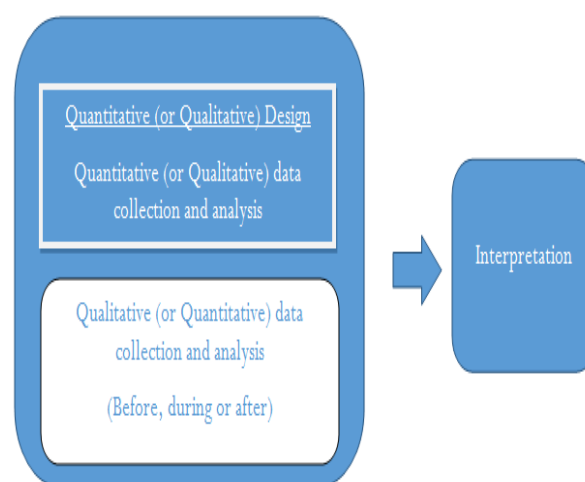 Quantitative (or Qualitative) Design
Quantitative (or Qualitative) data
collection and analysis
Qualitative (or Quantitative) data
collection and analysis
(Before, during or after)
Interpretation